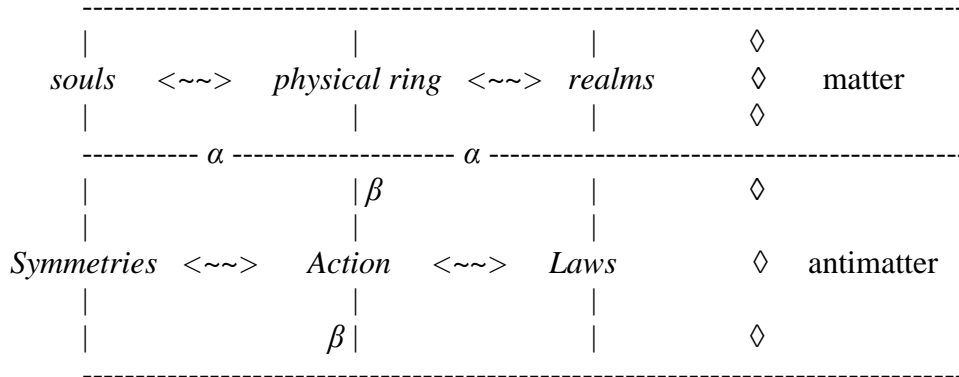 ---------------------------------------------------------------------------------
| | | ◊
souls <~~> physical ring <~~> realms ◊ matter
| | | ◊
---------- α -------------------- α ------------------------------------------
| |β | ◊
| | |
Symmetries <~~> Action <~~> Laws ◊ antimatter
| | |
| β| | ◊
---------------------------------------------------------------------------------